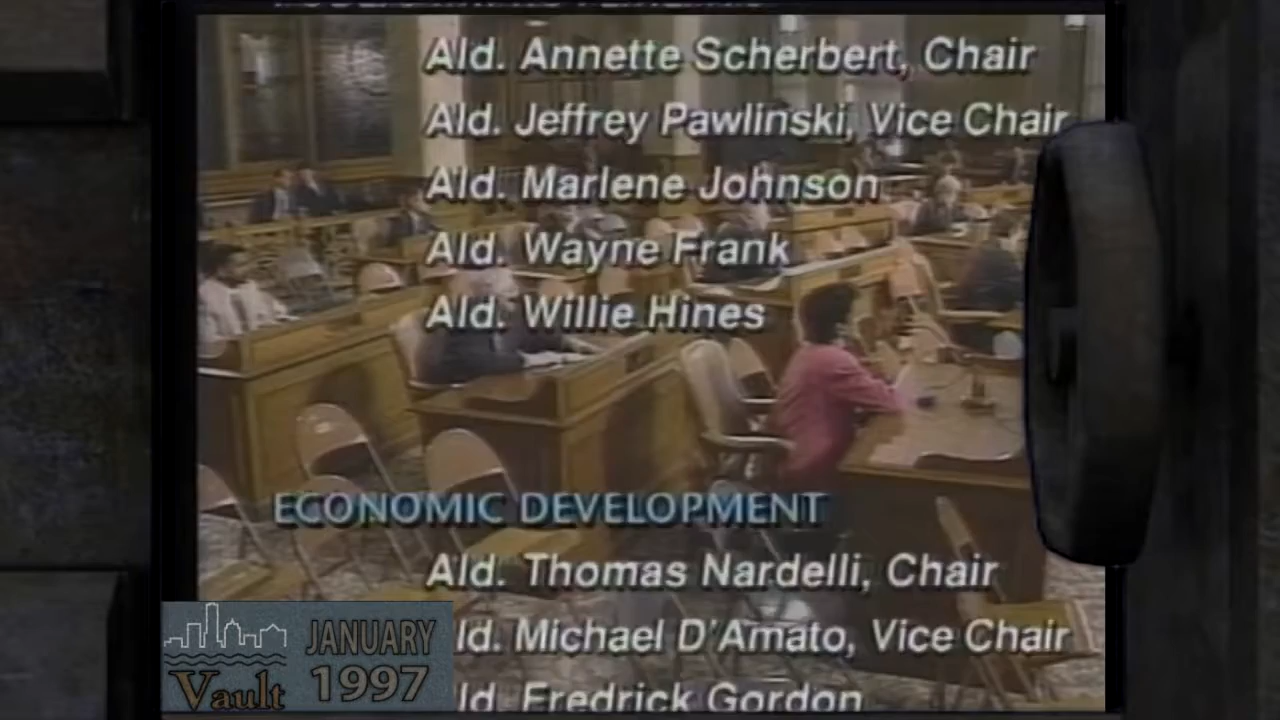 Ald. Annette Scherbert, Chair
Ald. Jeffrey Pawlinski, Vice Chair
Ald. Marlene Johnson
Ald. Wayne Frank
Ald. Willie Hines
ECONOMIC DEVELOPMENT
Ald. Thomas Nardelli, Chair
ld. Michael D'Amato, Vice Chair
ld. Fredrick Gordon
JANUARY
1997
Vault